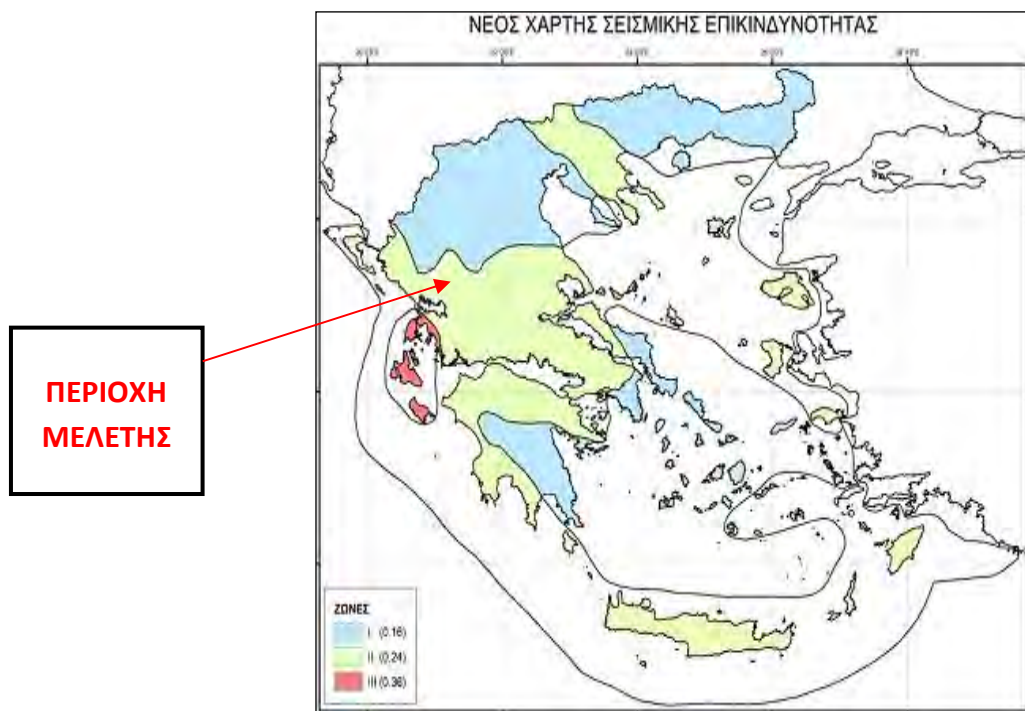 ΝΕΟΣ ΧΑΡΤΗΣ ΣΕΙΣΜΙΚΗΣ ΕΠΙΚΙΝΔΥΝΟΤΗΤΑΣ
ΠΕΡΙΟΧΗ
ΜΕΛΕΤΗΣ
ΖΩΝΕΣ
I (0.16)
II (0.24)
III (0.36)